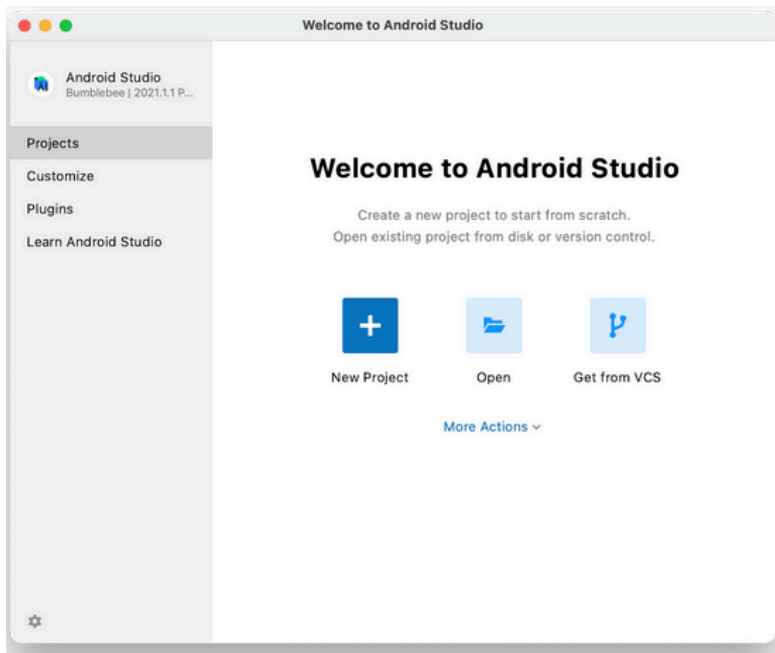 Welcome to Android Studio
Android Studio
Bumblebee | 2021.1.1 P...
Projects
Customize
Plugins
Learn Android Studio
Welcome to Android Studio
Create a new project to start from scratch.
Open existing project from disk or version control.
New Project
Open
Get from VCS
More Actions